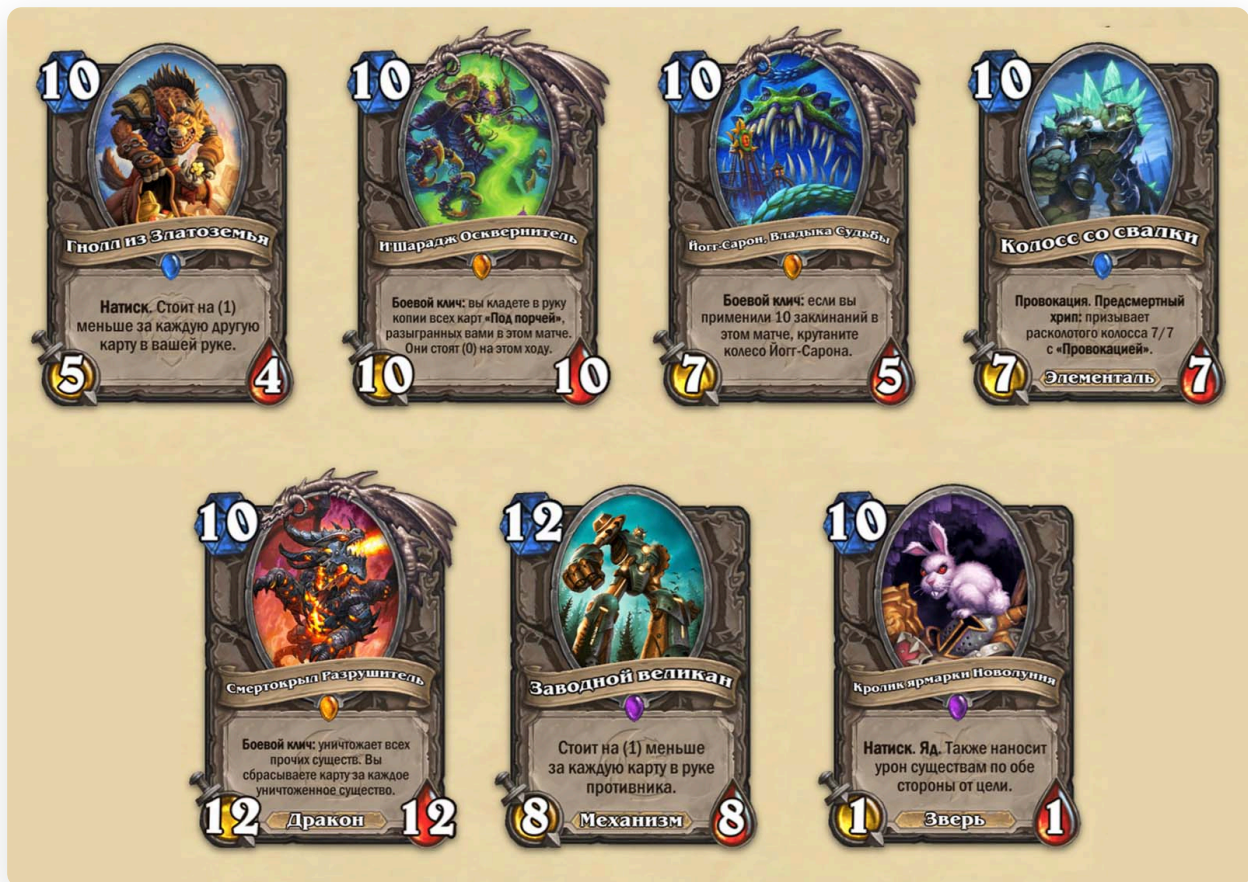 10
Гнолл из Златоземья
Натиск. Стоит на (1)
меньше за каждую другую
карту в вашей руке.
5
4
10
И'Шарадж Осквернитель
Боевой клич: вы кладете в руку
копии всех карт «Под порчей»,
разыгранных вами в этом матче.
Они стоят (0) на этом ходу.
10
10
10
Йогг-Сарон, Владыка Судьбы
Боевой клич: если вы
применили 10 заклинаний в
этом матче, крутаните
колесо Йогг-Сарона.
7
5
10
Колосс со свалки
Провокация. Предсмертный
хрип: призывает
расколотого колосса 7/7
с «Провокацией».
7
Элементаль
7
10
Смертокрыл Разрушитель
Боевой клич: уничтожает всех
прочих существ. Вы
сбрасываете карту за каждое
уничтоженное существо.
12
Дракон
12
12
Заводной великан
Стоит на (1) меньше
за каждую карту в руке
противника.
8
Механизм
8
10
Кролик ярмарки Новолуния
Натиск. Яд. Также наносит
урон существам по обе
стороны от цели.
1
Зверь
1